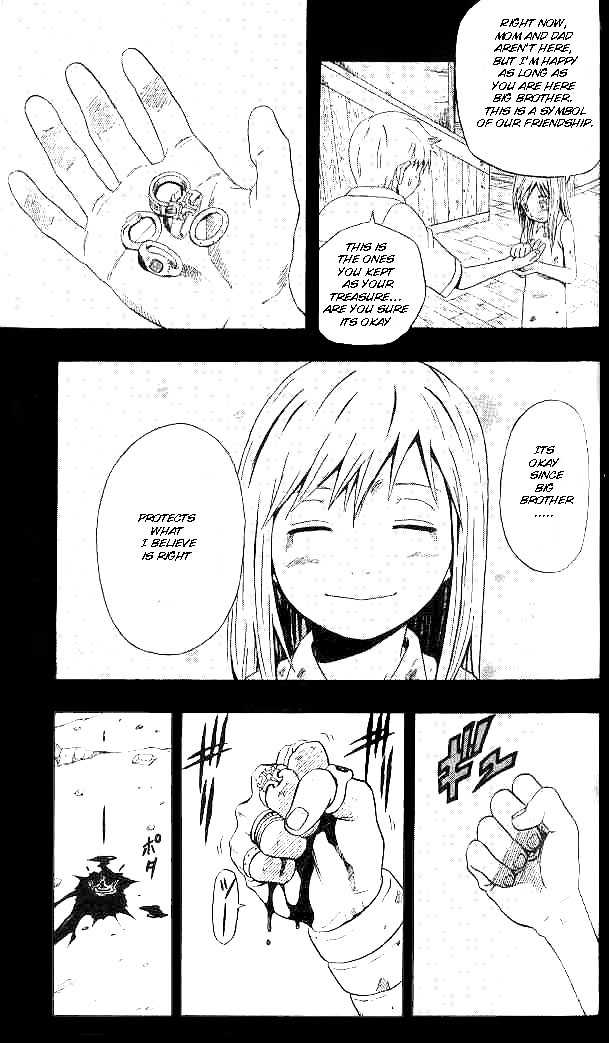 RIGHT NOW,
MOM AND DAD
AREN'T HERE,
BUT I'M HAPPY
AS LONG AS
YOU ARE HERE
BIG BROTHER.
THIS IS A SYMBOL
OF OUR FRIENDSHIP.
THIS IS
THE ONES
YOU KEPT
AS YOUR
TREASURE...
ARE YOU SURE
ITS OKAY
ITS
OKAY
SINCE
BIG
BROTHER
.....
PROTECTS
WHAT
I BELIEVE
IS RIGHT
ギュ
ポタ